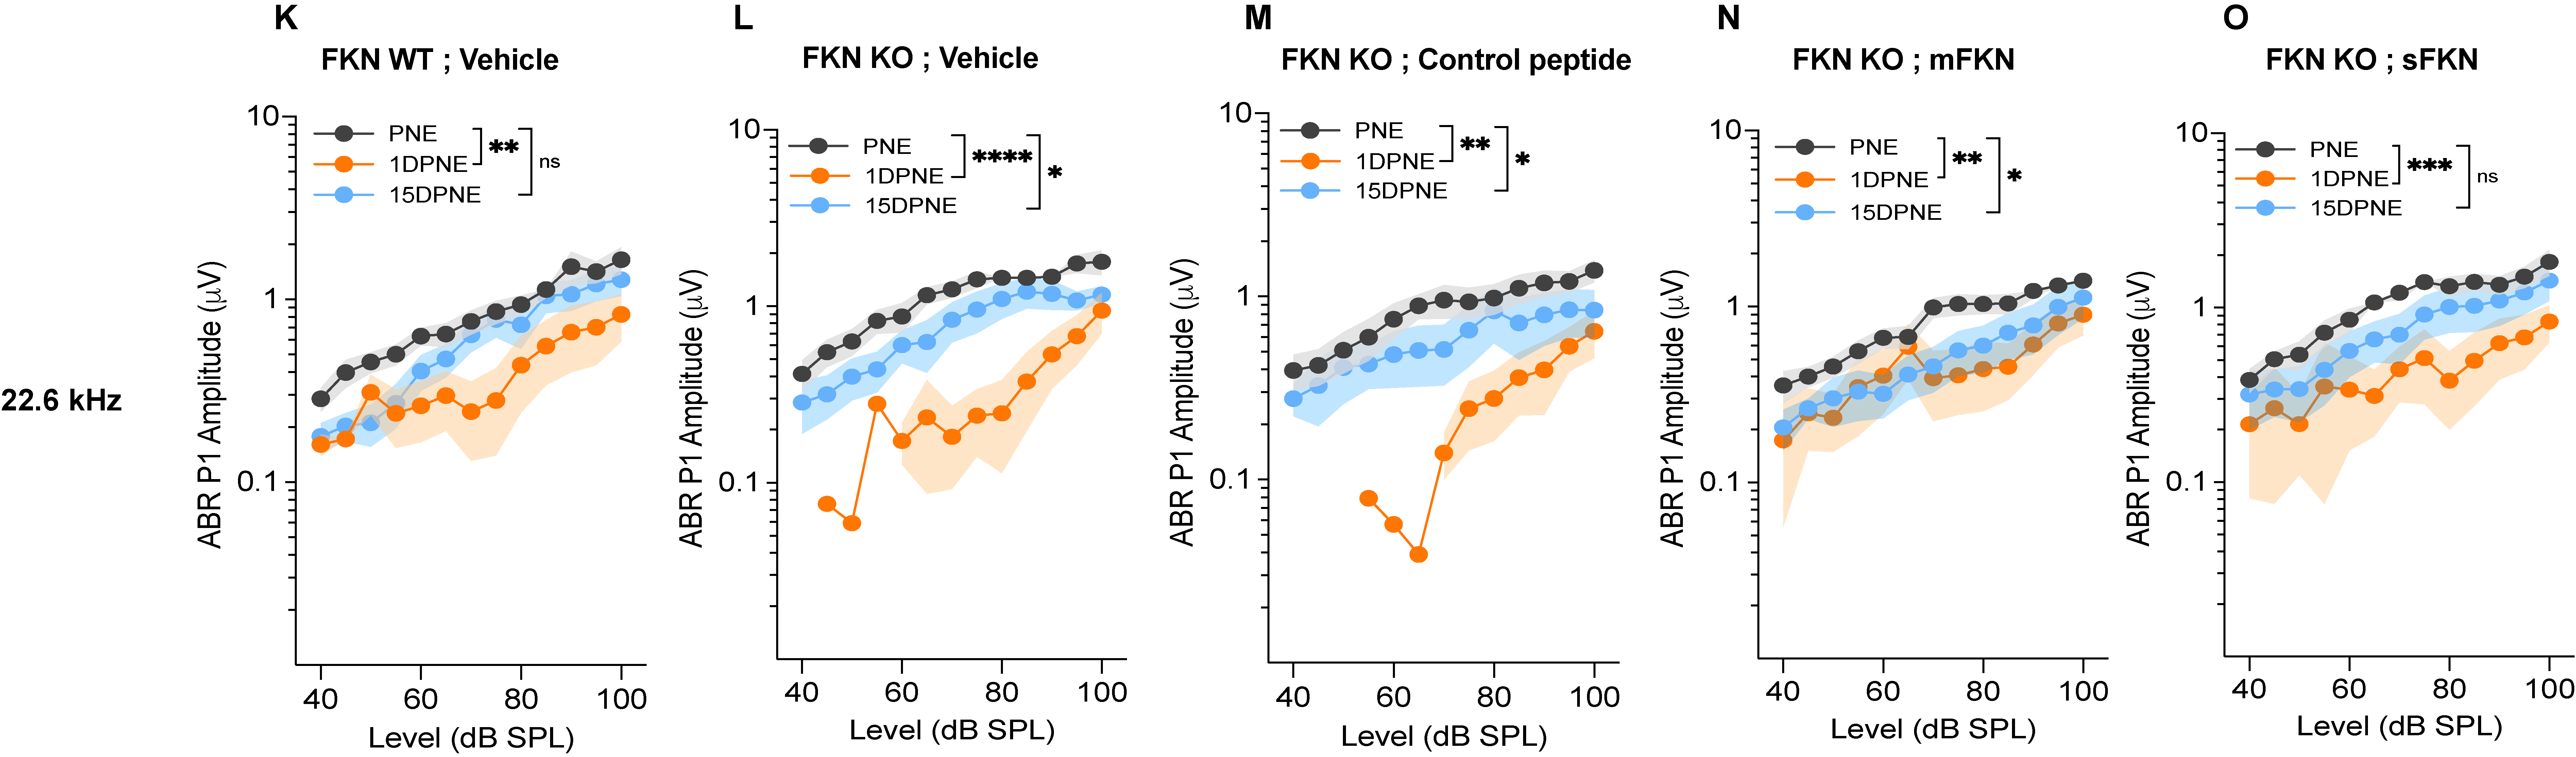 K
FKN WT ; Vehicle
10
1
0.1
ABR P1 Amplitude (µV)
PNE
1DPNE
15DPNE
**
ns
40 60 80 100
Level (dB SPL)
22.6 kHz
L
FKN KO ; Vehicle
10
1
0.1
ABR P1 Amplitude (µV)
PNE
1DPNE
15DPNE
****
*
40 60 80 100
Level (dB SPL)
M
FKN KO ; Control peptide
10
1
0.1
ABR P1 Amplitude (µV)
PNE
1DPNE
15DPNE
**
*
40 60 80 100
Level (dB SPL)
N
FKN KO ; mFKN
10
1
0.1
ABR P1 Amplitude (µV)
PNE
1DPNE
15DPNE
**
*
40 60 80 100
Level (dB SPL)
O
FKN KO ; sFKN
10
1
0.1
ABR P1 Amplitude (µV)
PNE
1DPNE
15DPNE
***
ns
40 60 80 100
Level (dB SPL)